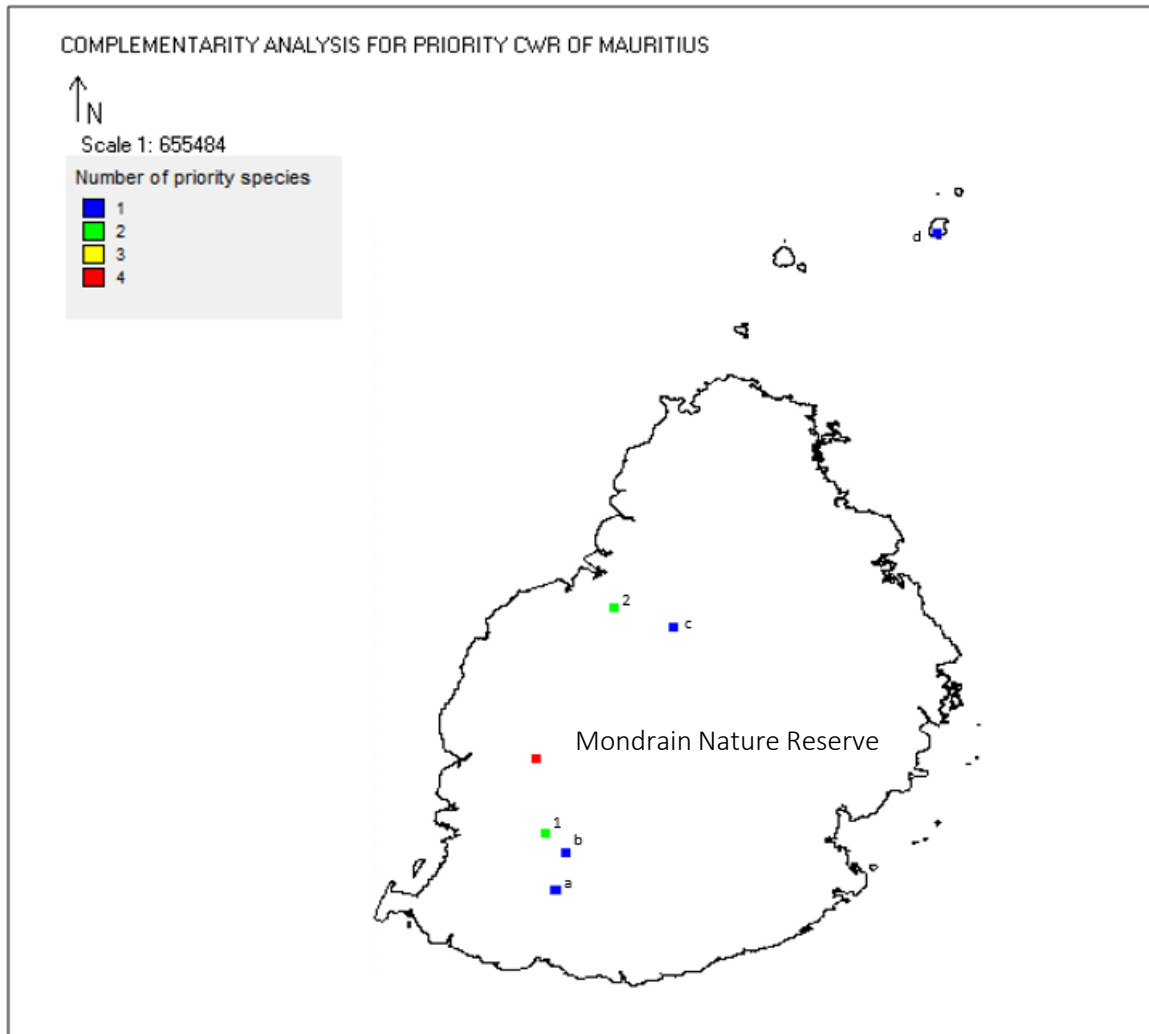 COMPLEMENTARITY ANALYSIS FOR PRIORITY CWR OF MAURITIUS
N
Scale 1: 655484
Number of priority species
1
2
3
4
d
2
c
Mondrain Nature Reserve
1
b
a